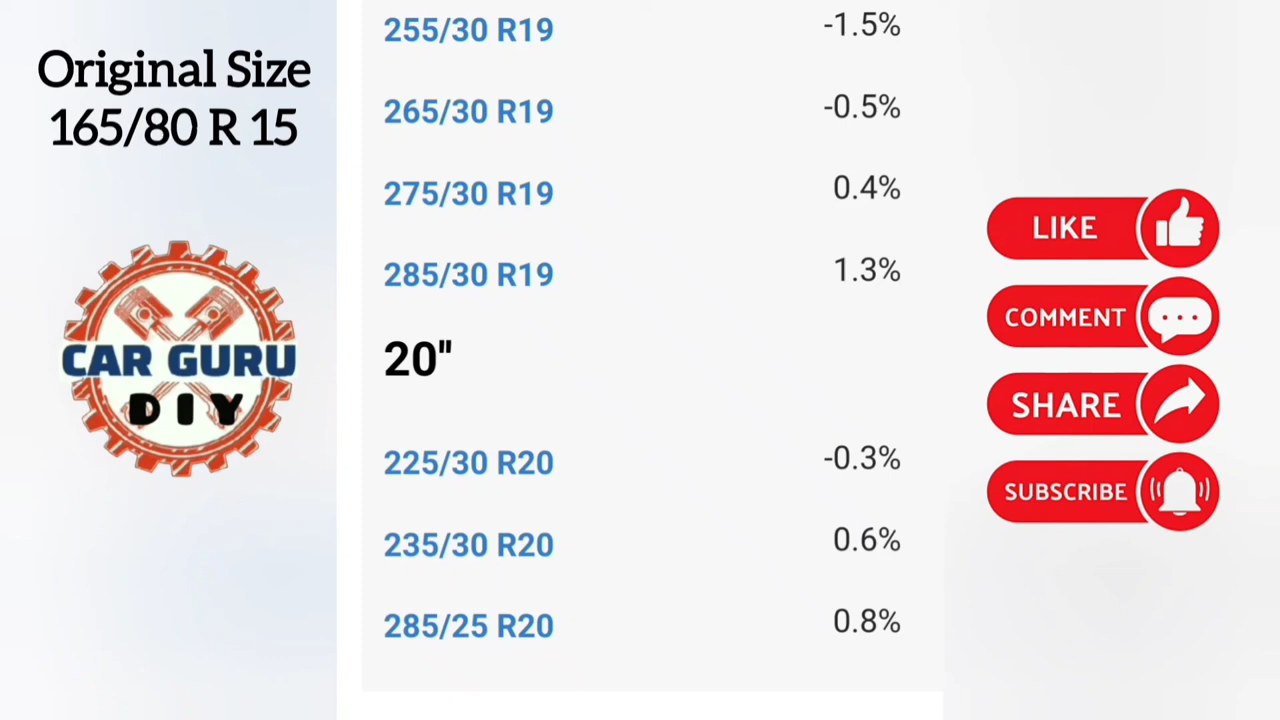 Original Size
165/80 R 15
CAR GURU
DIY
255/30 R19 -1.5%
265/30 R19 -0.5%
275/30 R19 0.4%
285/30 R19 1.3%
20"
225/30 R20 -0.3%
235/30 R20 0.6%
285/25 R20 0.8%
LIKE
COMMENT
SHARE
SUBSCRIBE